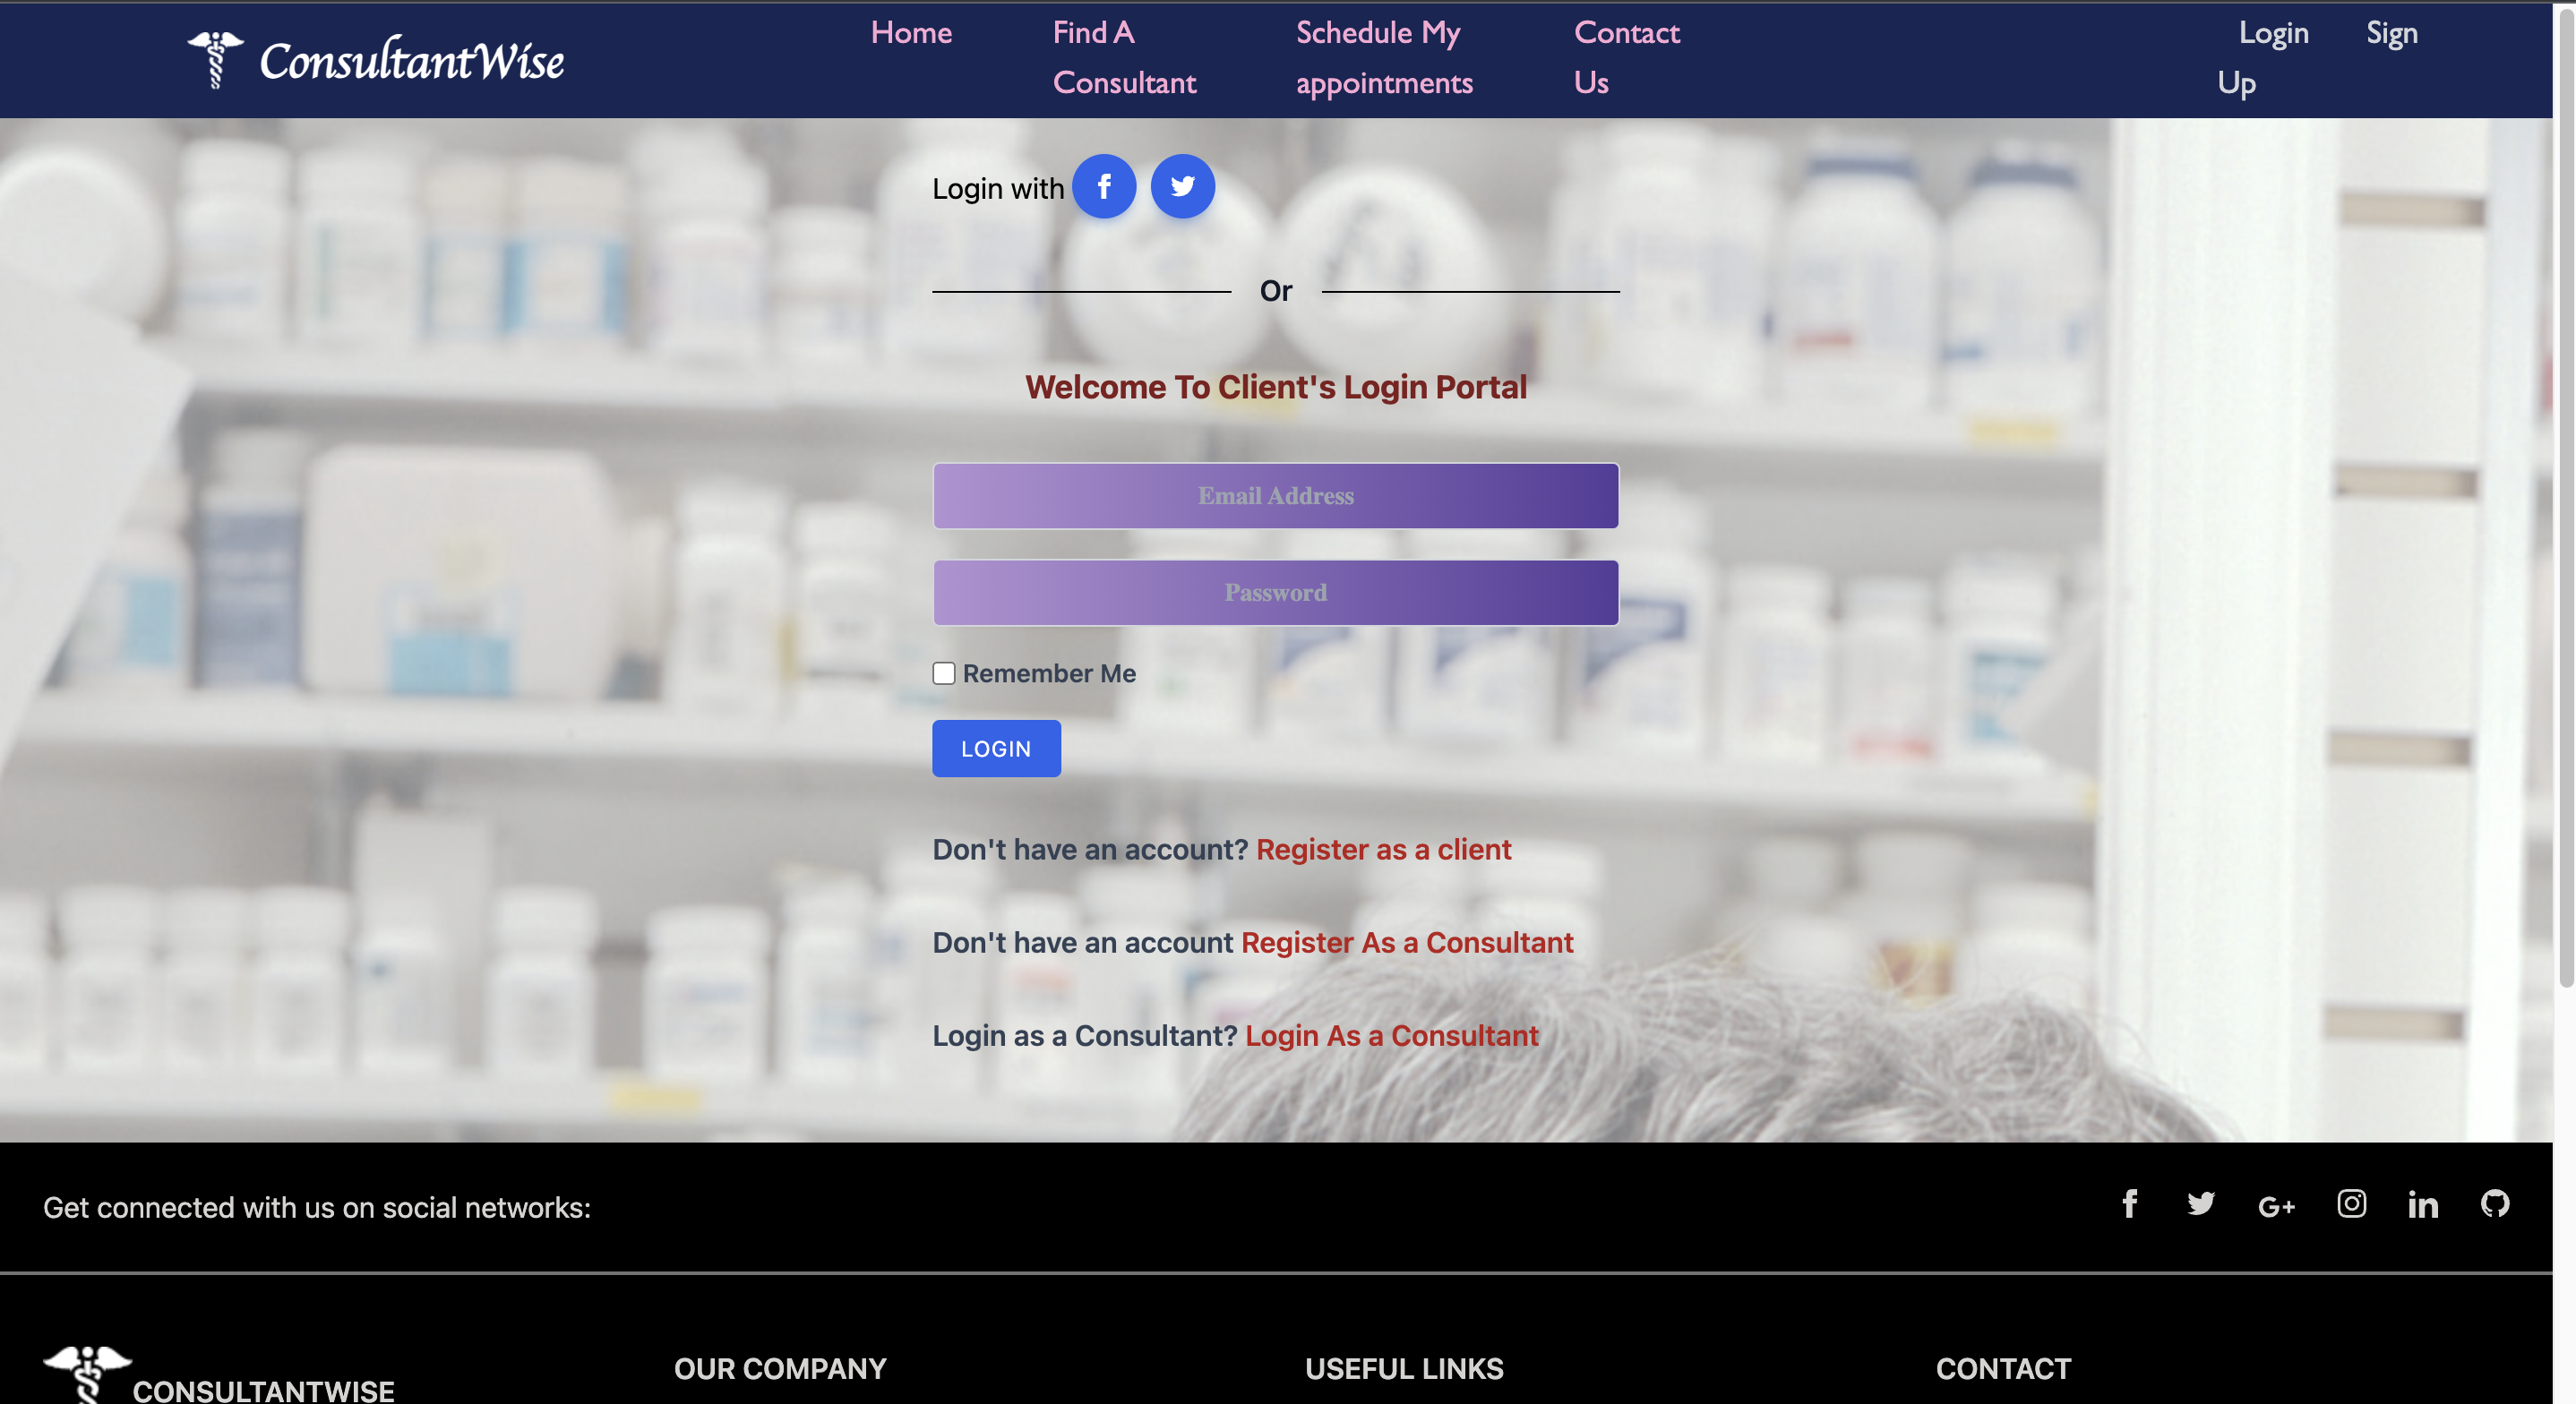 ConsultantWise
Home
Find A
Consultant
Schedule My
appointments
Contact
Us
Login Sign
Up
Login with
Or
Welcome To Client's Login Portal
Email Address
Password
Remember Me
LOGIN
Don't have an account? Register as a client
Don't have an account Register As a Consultant
Login as a Consultant? Login As a Consultant
Get connected with us on social networks:
G+
in
CONSULTANTWISE
OUR COMPANY
USEFUL LINKS
CONTACT